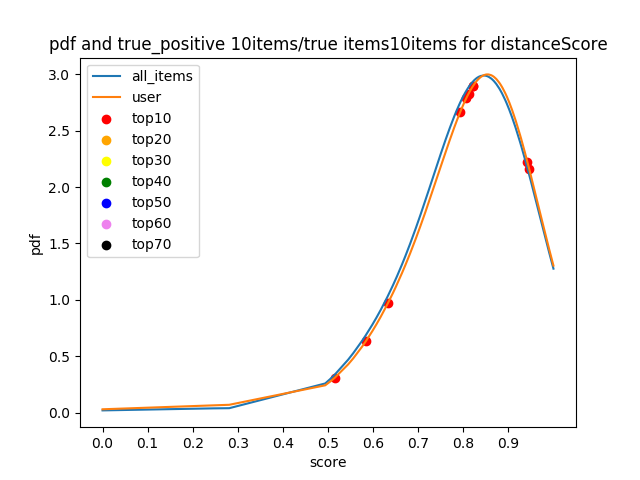 pdf and true_positive 10items/true items10items for distanceScore
all_items
user
top10
top20
top30
top40
top50
top60
top70
3.0
2.5
2.0
1.5
1.0
0.5
0.0
pdf
0.0 0.1 0.2 0.3 0.4 0.5 0.6 0.7 0.8 0.9
score